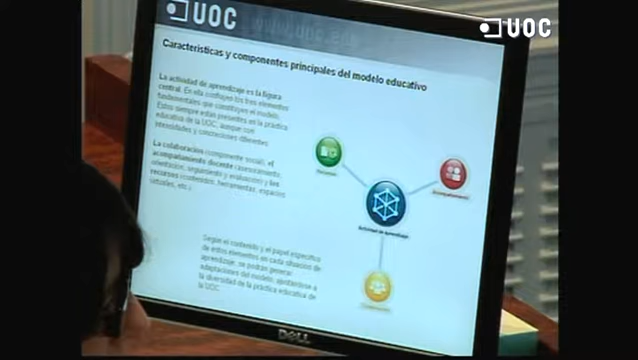 UOC
UOC
Características y componentes principales del modelo educativo
La actividad de aprendizaje es la figura
central. En ella confluyen los tres elementos
fundamentales que constituyen el modelo.
Estos siempre están presentes en la práctica
educativa de la UOC, aunque con
intensidades y concreciones diferentes
La colaboración (componente social), el
acompañamiento docente (asesoramiento,
orientación, seguimiento y evaluación) y los
recursos (contenidos, herramientas, espacios
virtuales, etc.)
Recursos
Acompañamiento
Actividad de Aprendizaje
Según el contenido y el papel específico
de estos elementos en cada situación de
aprendizaje, se podrán generar
adaptaciones del modelo, ajustándose a
la diversidad de la práctica educativa de
la UOC.
DELL